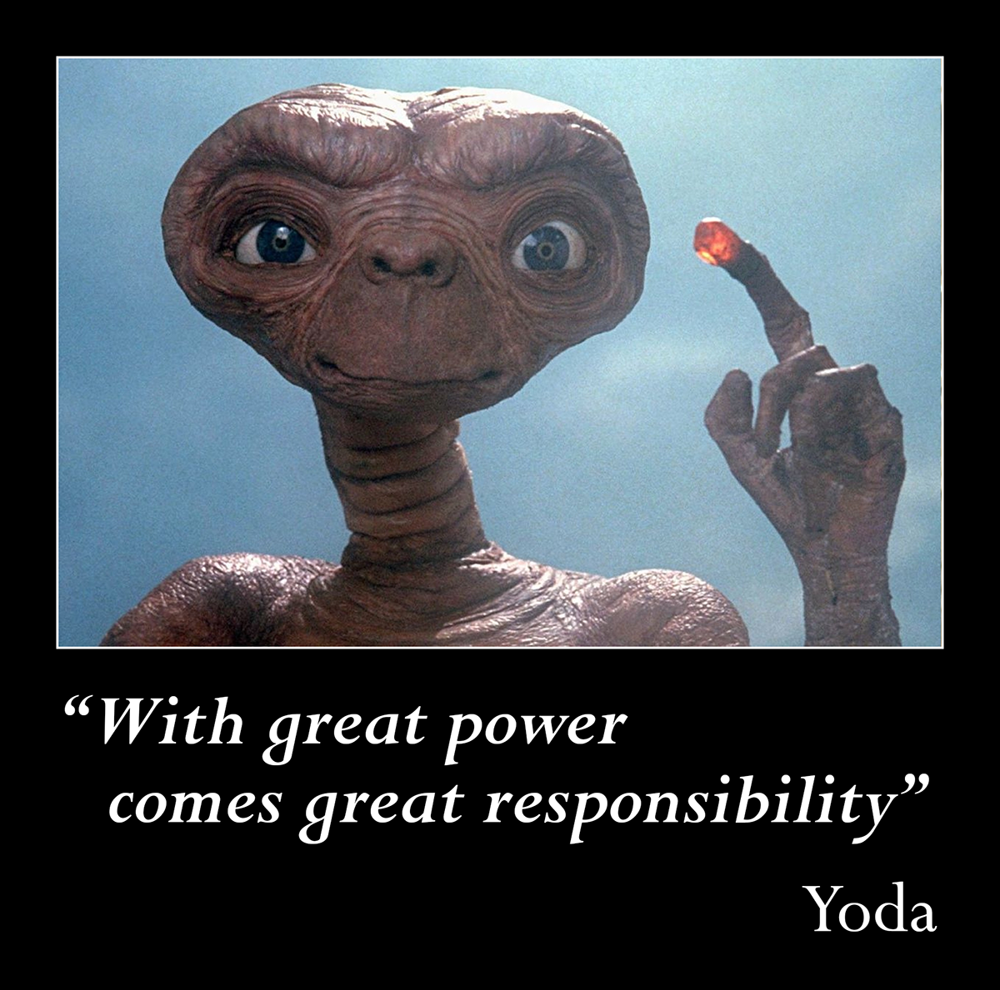 “With great power
comes great responsibility”
Yoda